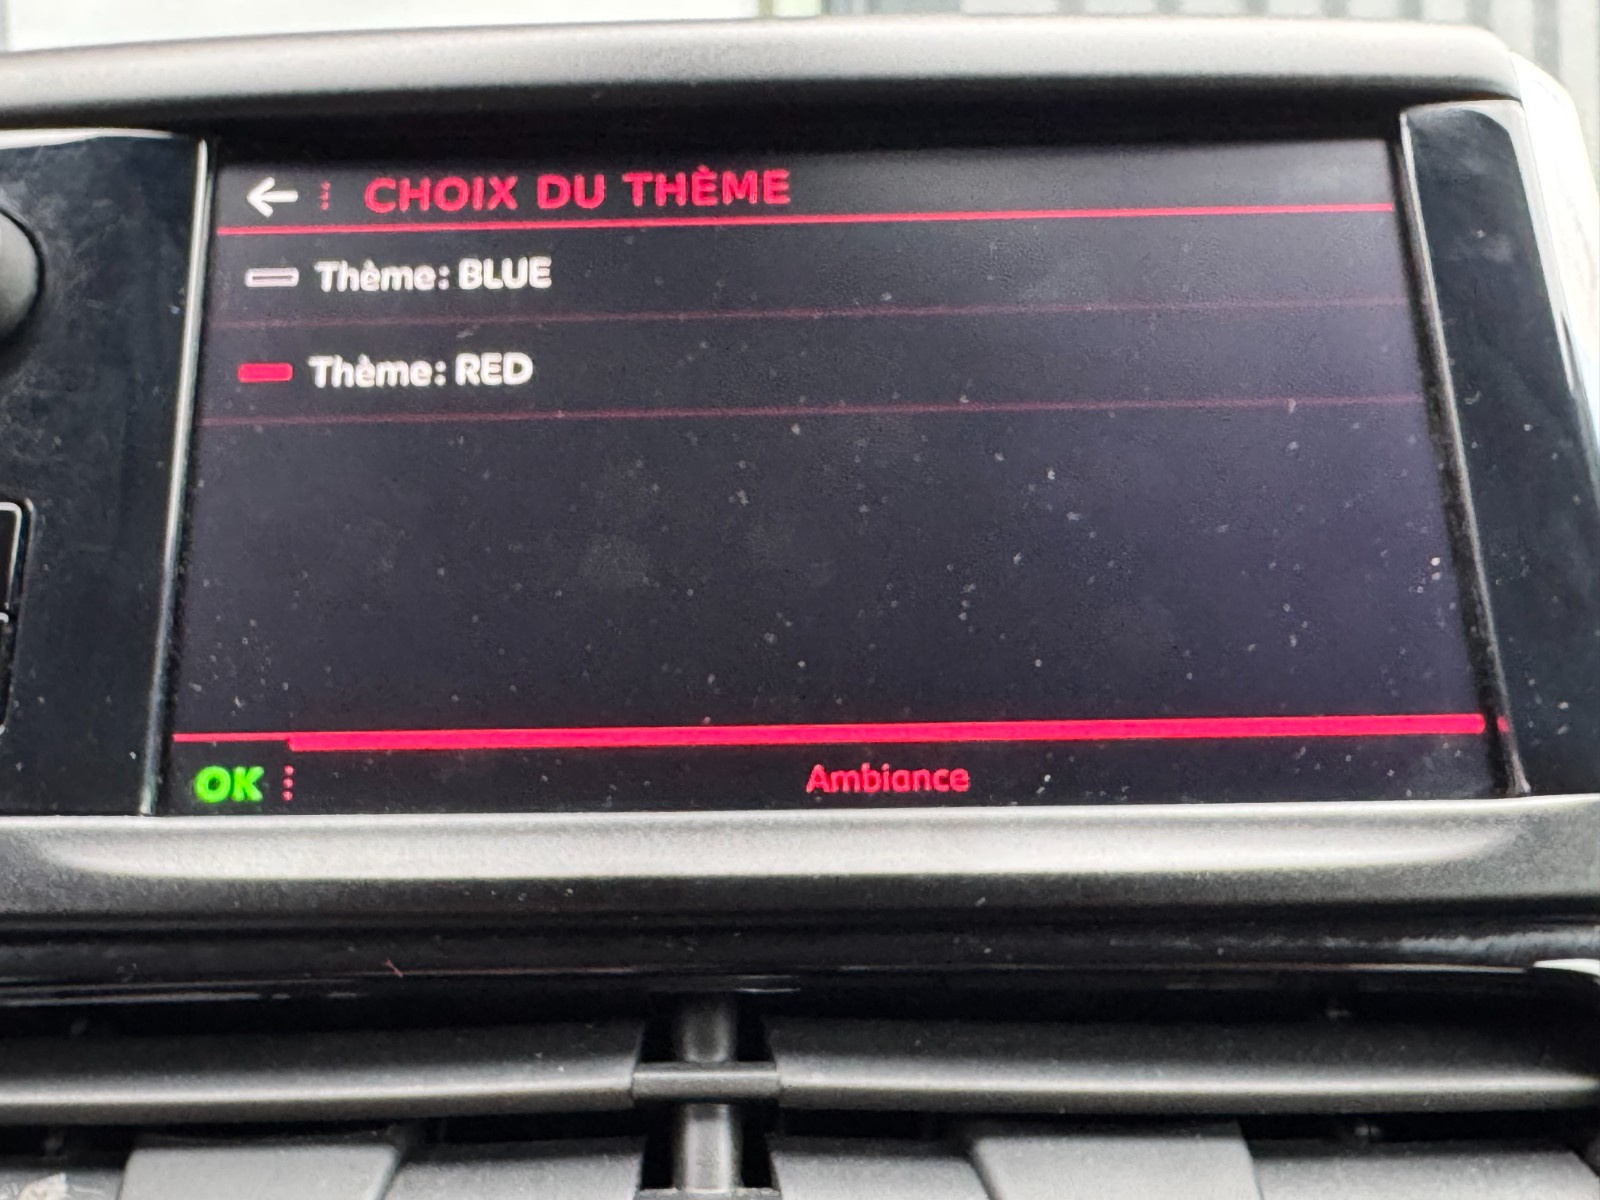 CHOIX DU THÈME
Thème: BLUE
Thème: RED
OK
Ambiance